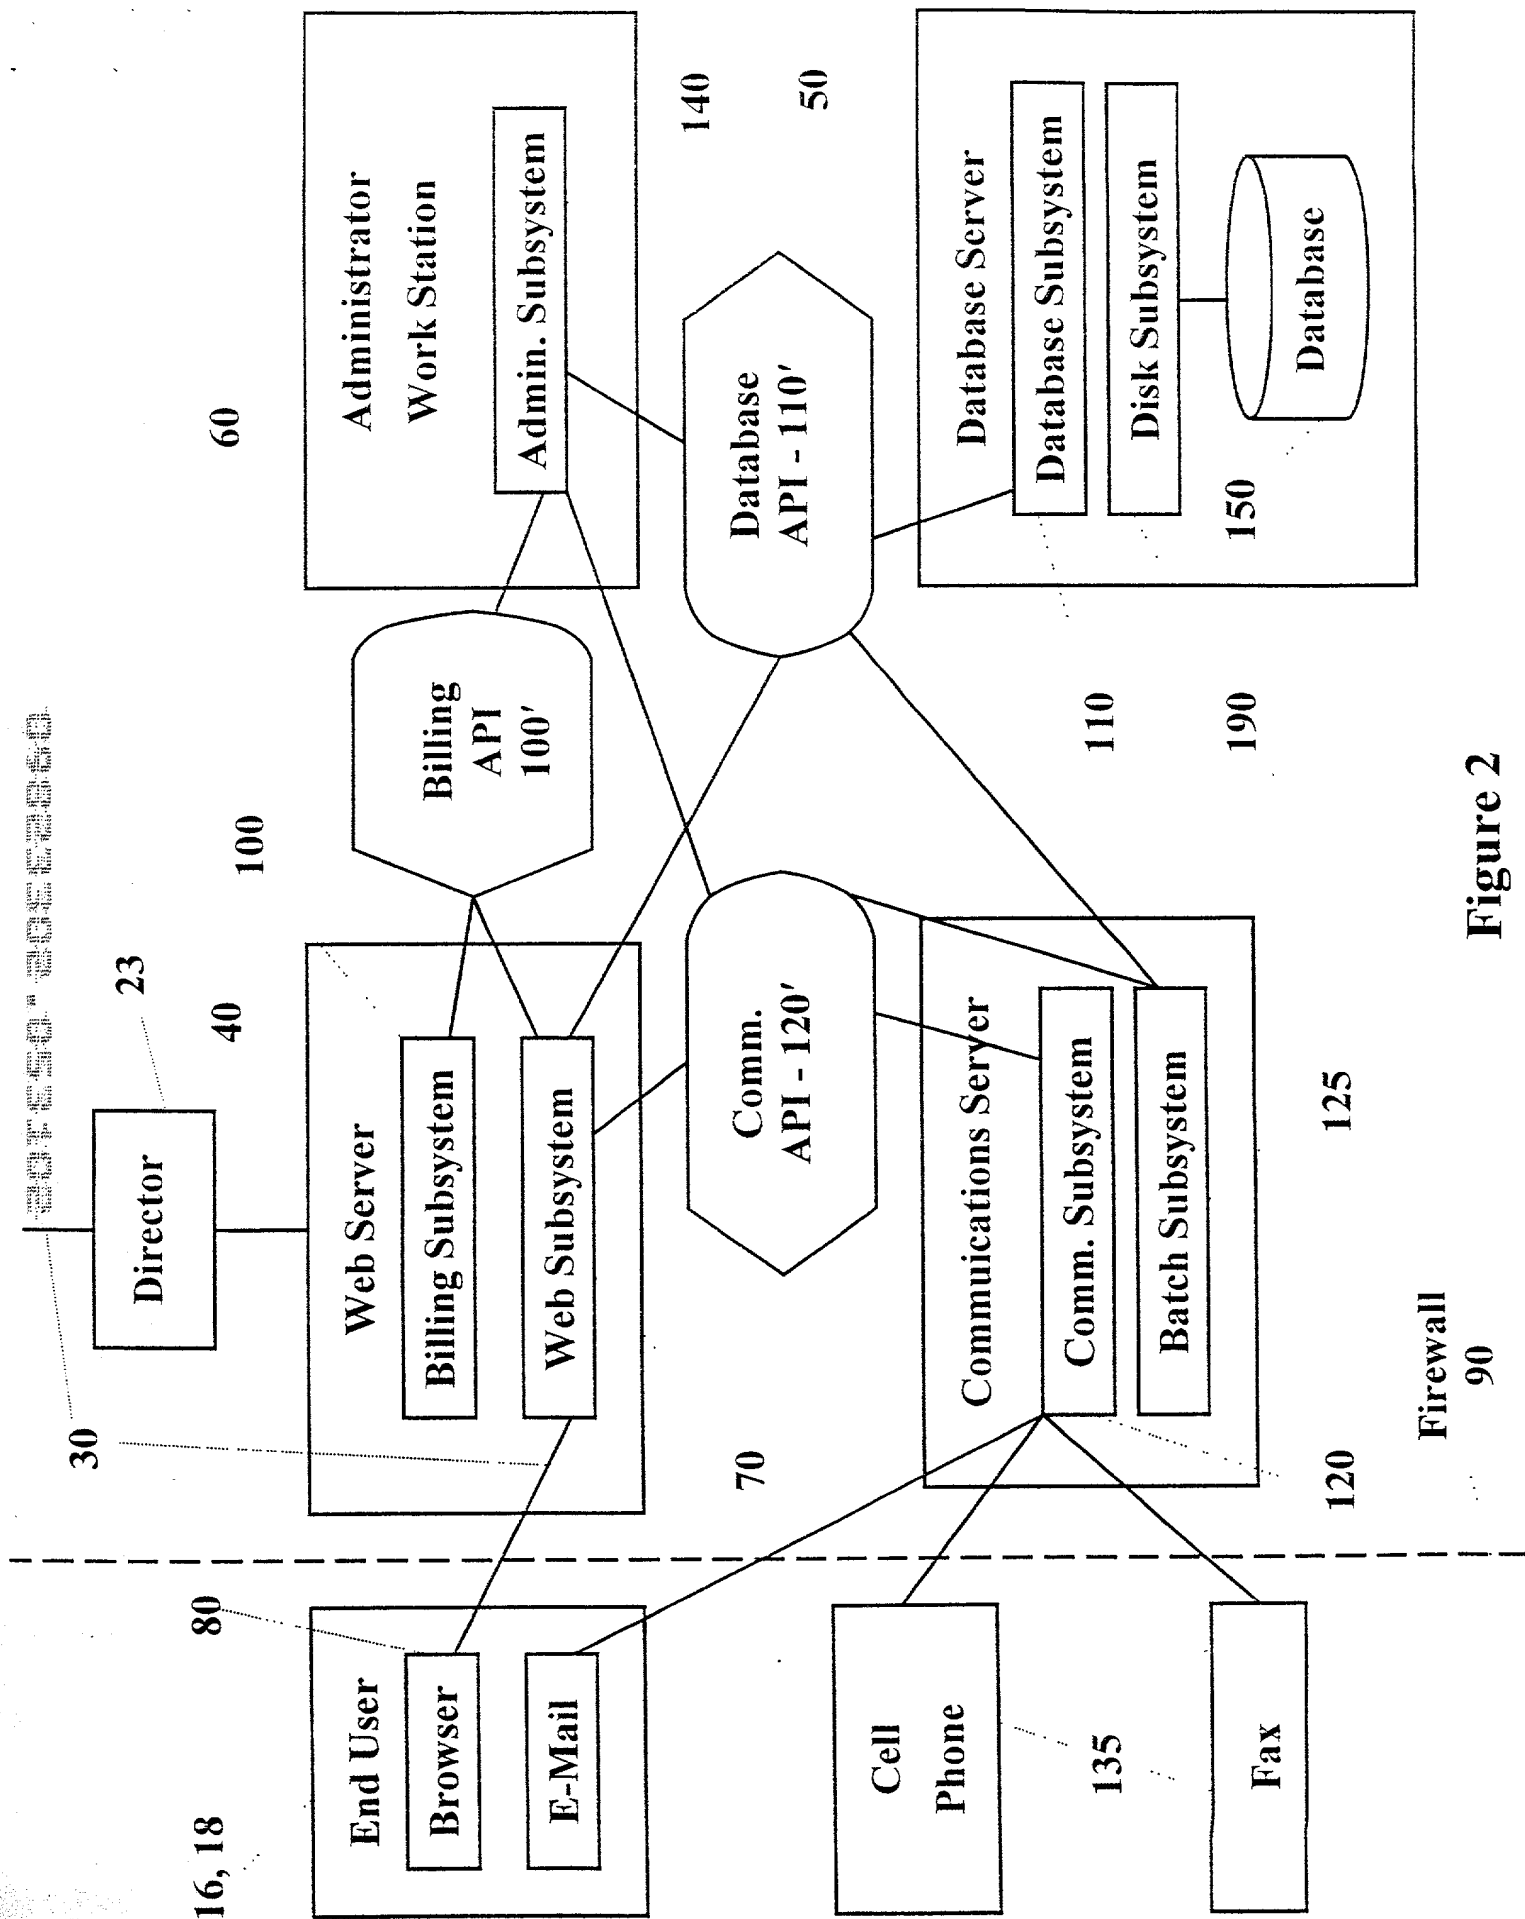 16, 18
End User
Browser
E-Mail
80
Cell
Phone
135
Fax
Firewall
90
30
Director
23
40
Web Server
Billing Subsystem
Web Subsystem
70
100
Billing
API
100′
Comm.
API - 120′
Commuications Server
Comm. Subsystem
Batch Subsystem
120
125
60
Administrator
Work Station
Admin. Subsystem
140
Database
API - 110′
50
Database Server
Database Subsystem
Disk Subsystem
Database
150
110
190
Figure 2